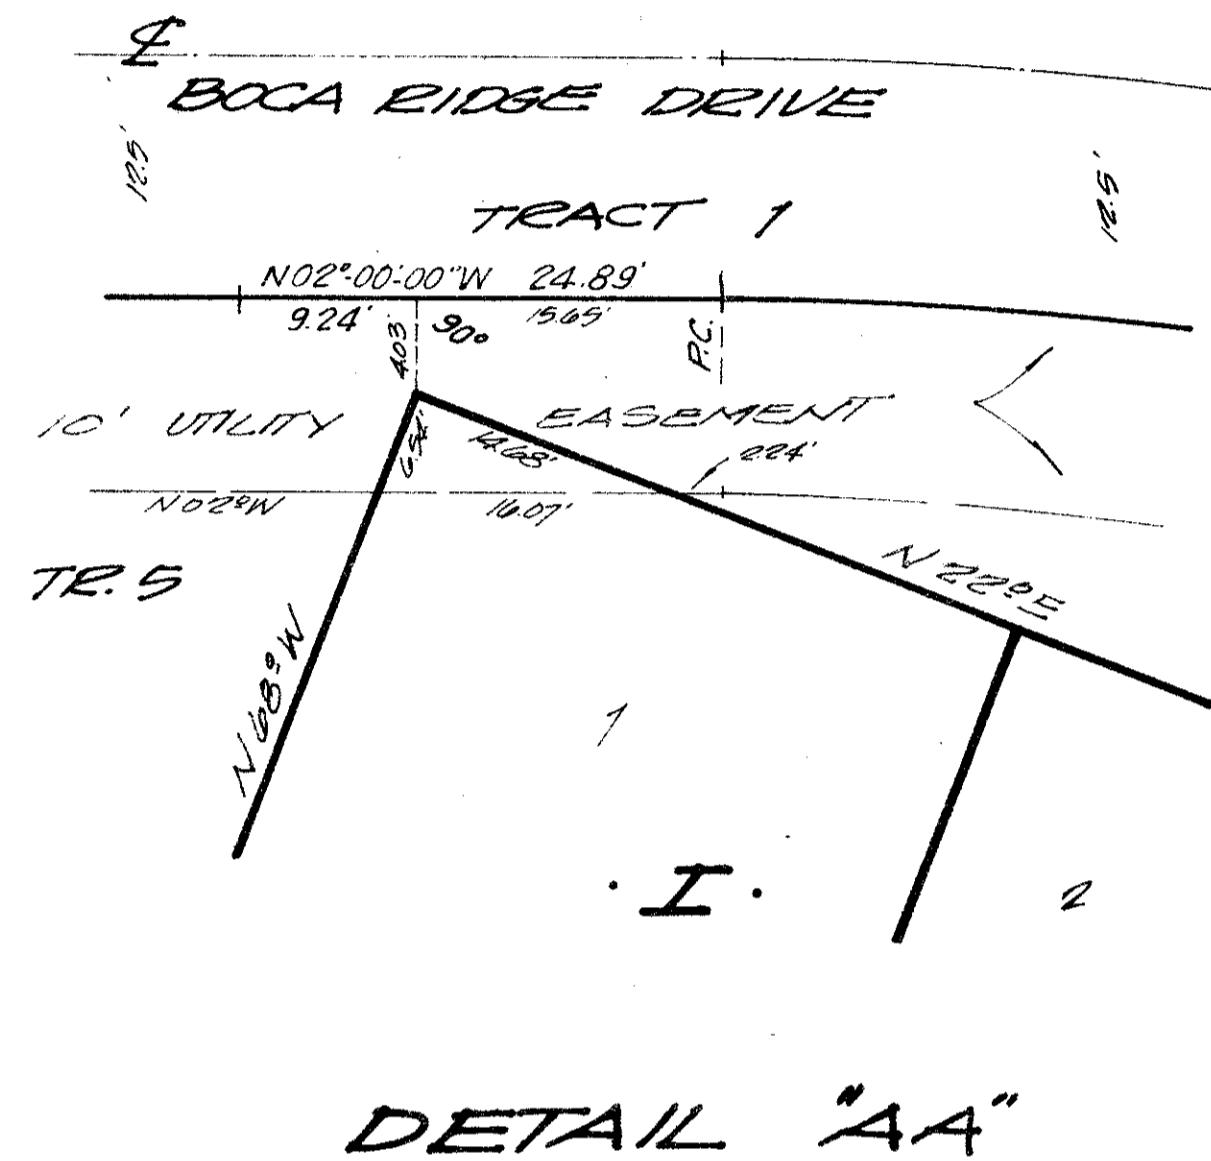 ℄
BOCA RIDGE DRIVE
12.5'
12.5'
TRACT 1
N02°-00'-00"W 24.89'
9.24' 4.03' 90° 15.65' P.C.
10' UTILITY EASEMENT
6.54' 14.68' 2.24'
N02°W 16.07'
TR. 5
N22°E
N68°W
1
· I ·
2
DETAIL "AA"